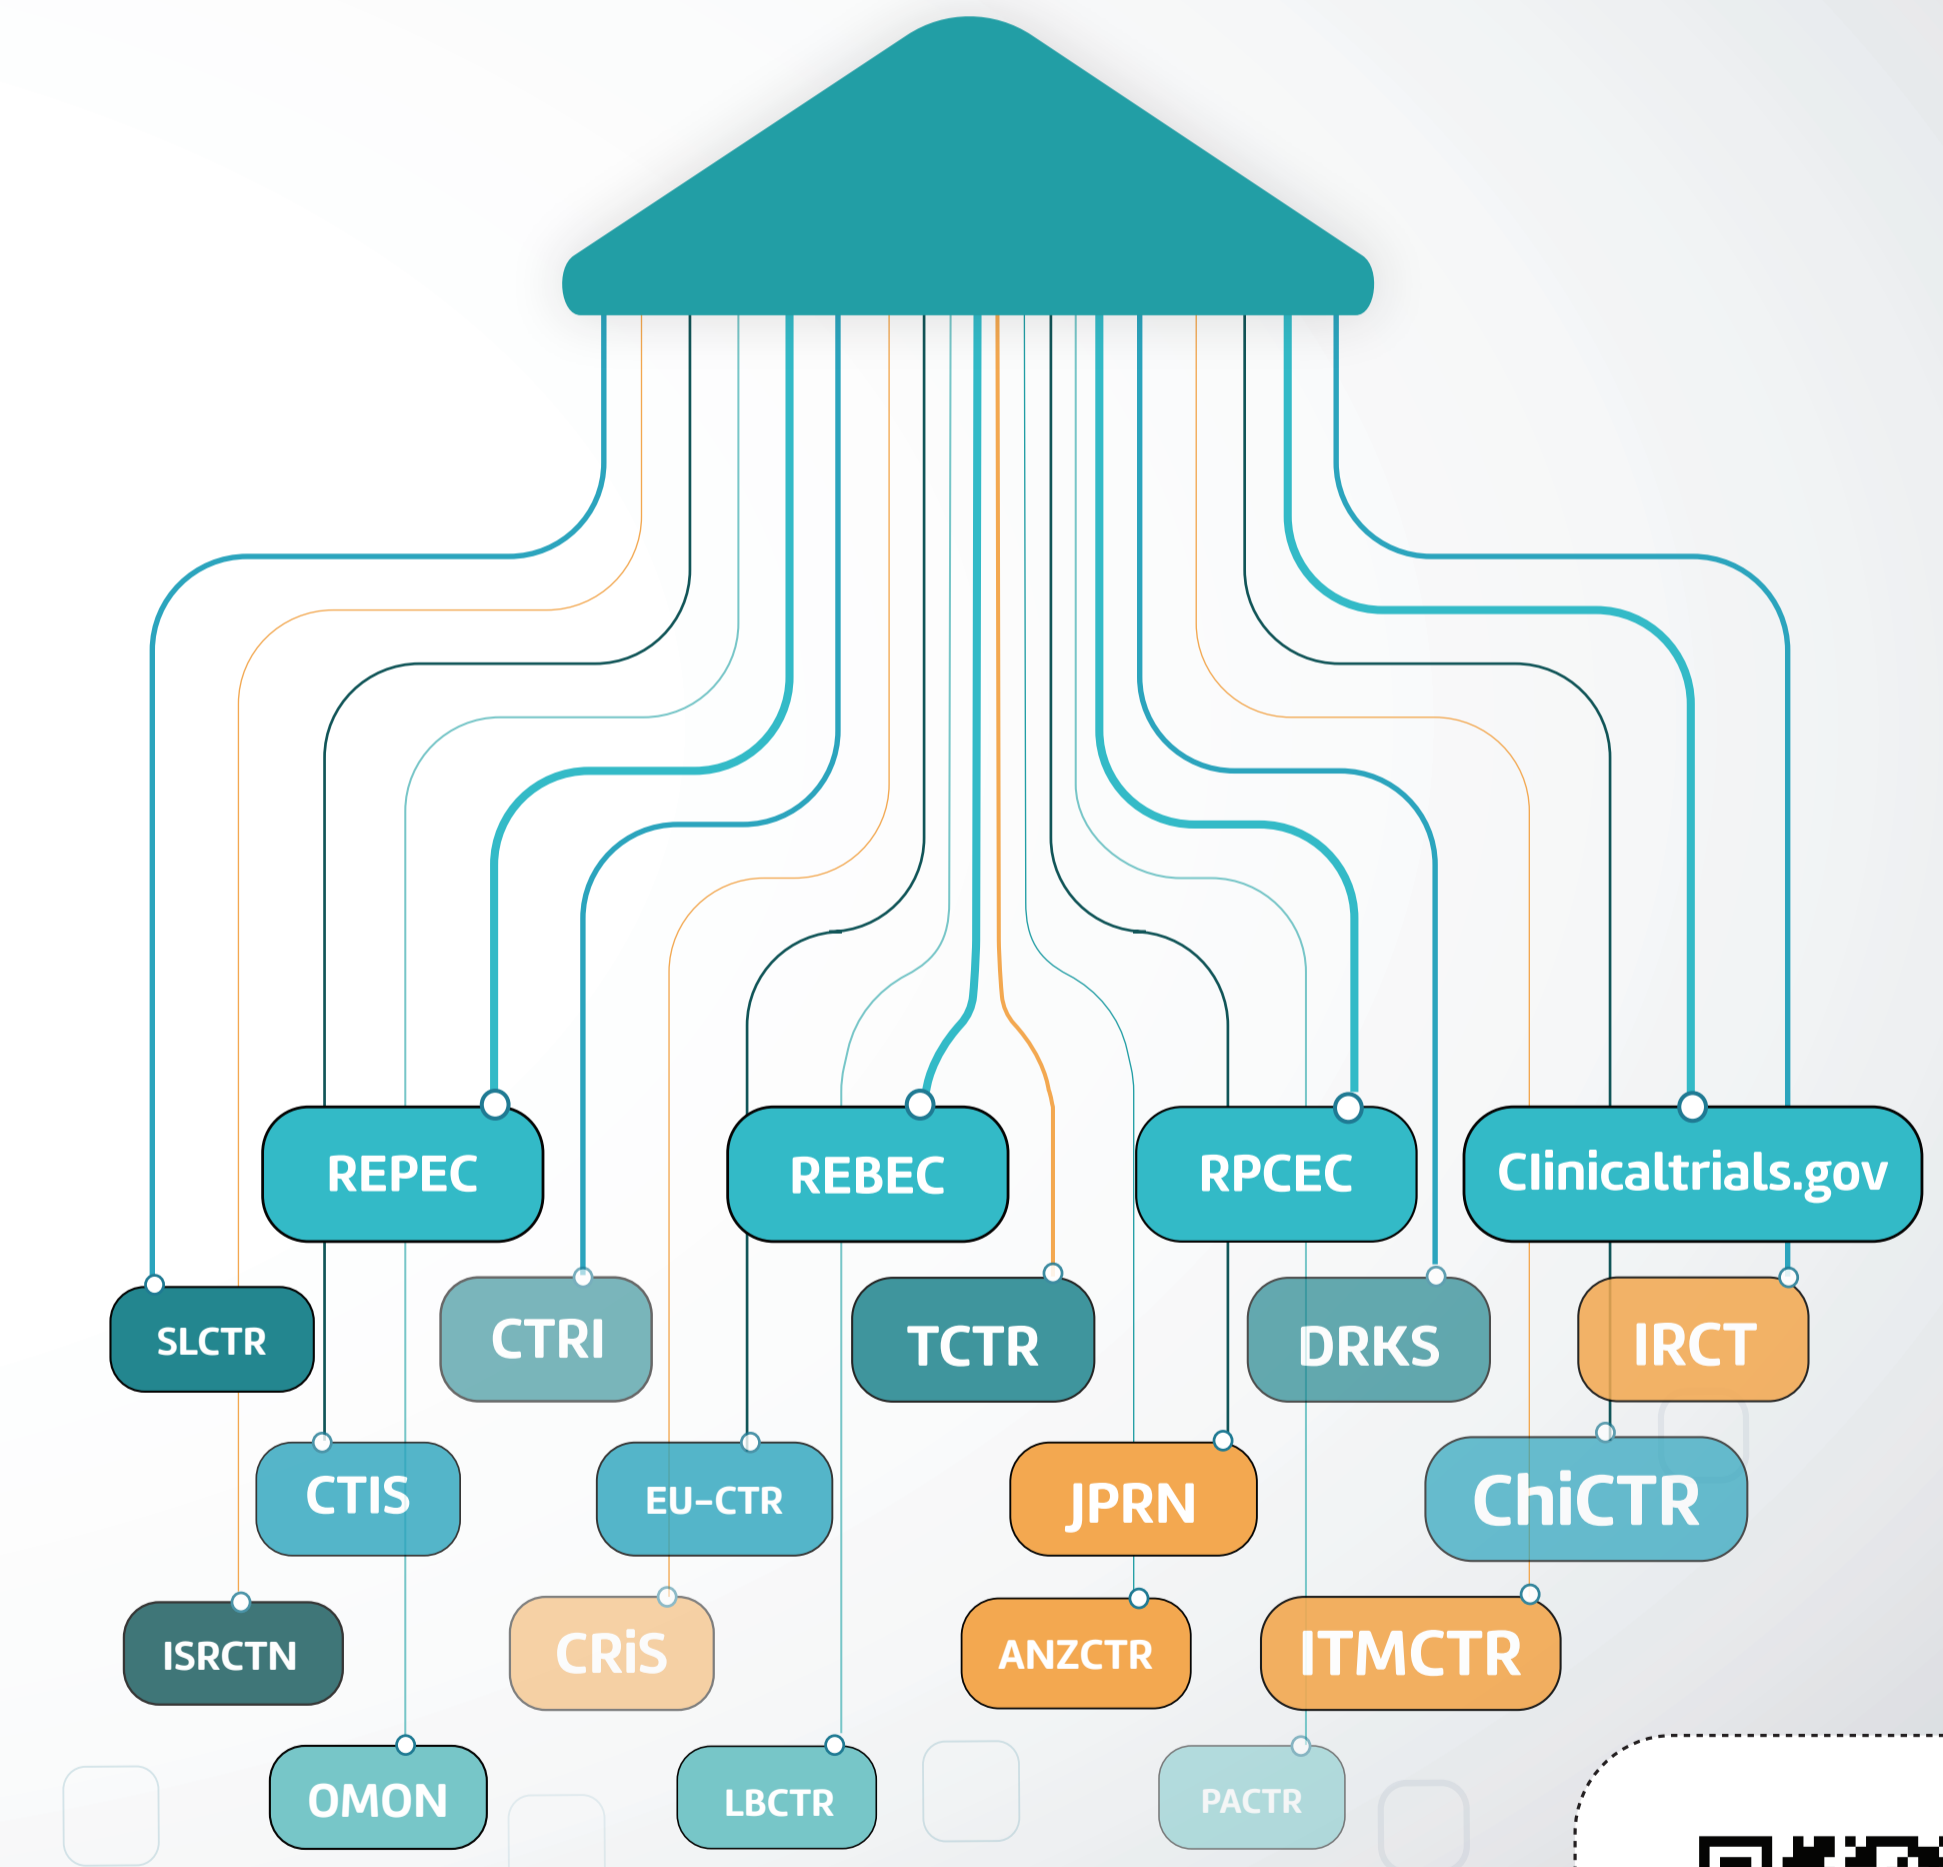 REPEC
REBEC
RPCEC
Clinicaltrials.gov
SLCTR
CTRI
TCTR
DRKS
IRCT
CTIS
EU-CTR
JPRN
ChiCTR
ISRCTN
CRiS
ANZCTR
ITMCTR
OMON
LBCTR
PACTR